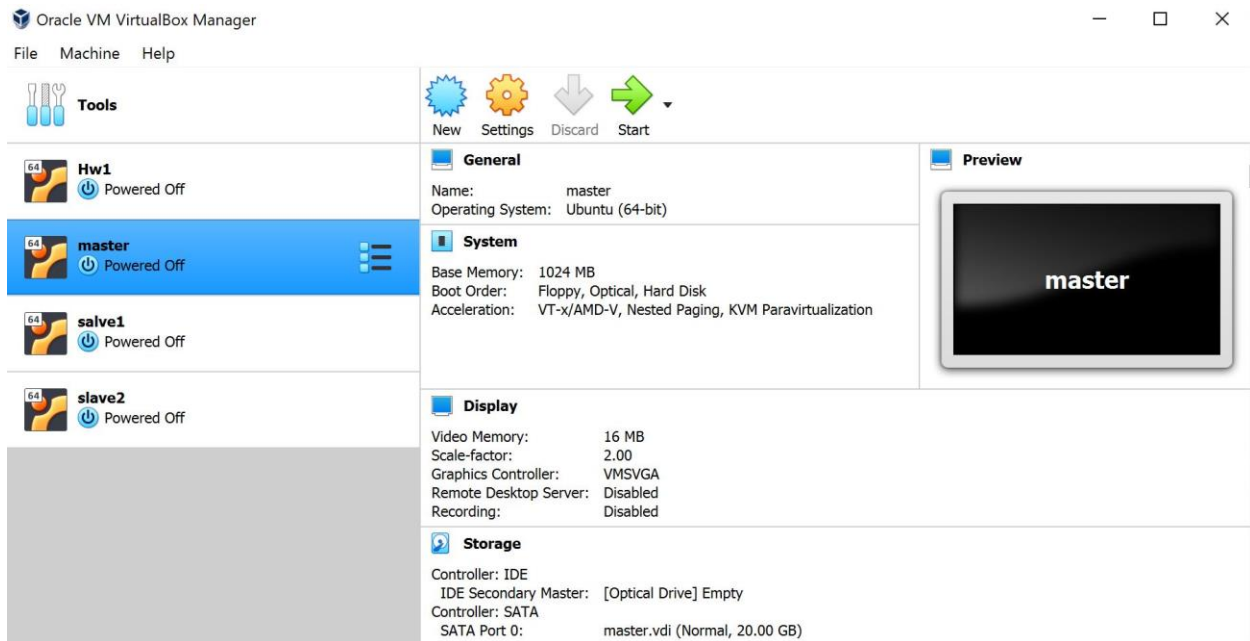 Oracle VM VirtualBox Manager
File Machine Help
Tools
New Settings Discard Start
64
Hw1
Powered Off
64
master
Powered Off
64
salve1
Powered Off
64
slave2
Powered Off
General
Name: master
Operating System: Ubuntu (64-bit)
System
Base Memory: 1024 MB
Boot Order: Floppy, Optical, Hard Disk
Acceleration: VT-x/AMD-V, Nested Paging, KVM Paravirtualization
Preview
master
Display
Video Memory: 16 MB
Scale-factor: 2.00
Graphics Controller: VMSVGA
Remote Desktop Server: Disabled
Recording: Disabled
Storage
Controller: IDE
IDE Secondary Master: [Optical Drive] Empty
Controller: SATA
SATA Port 0: master.vdi (Normal, 20.00 GB)